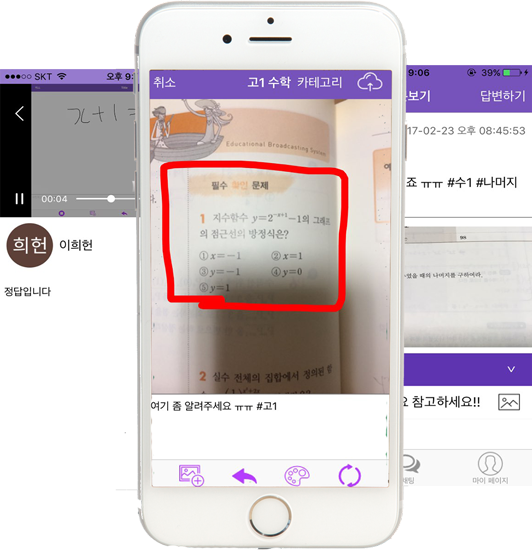 ●●●○○ SKT
오후 9:
x+1=
00:04
희헌
이희헌
정답입니다
취소
고1 수학
카테고리
Educational Broadcasting System
필수 확인 문제
1 지수함수 y=2⁻ˣ⁺¹−1의 그래프
의 점근선의 방정식은?
① x=−1 ② x=1
③ y=−1 ④ y=0
⑤ y=1
2 실수 전체의 집합에서 정의된 함
여기 좀 알려주세요 ㅠㅠ #고1
9:06
39%
보기
답변하기
17-02-23 오후 08:45:53
죠 ㅠㅠ #수1 #나머지
었을 때의 나머지를 구하여라.
요 참고하세요!!
채팅
마이 페이지